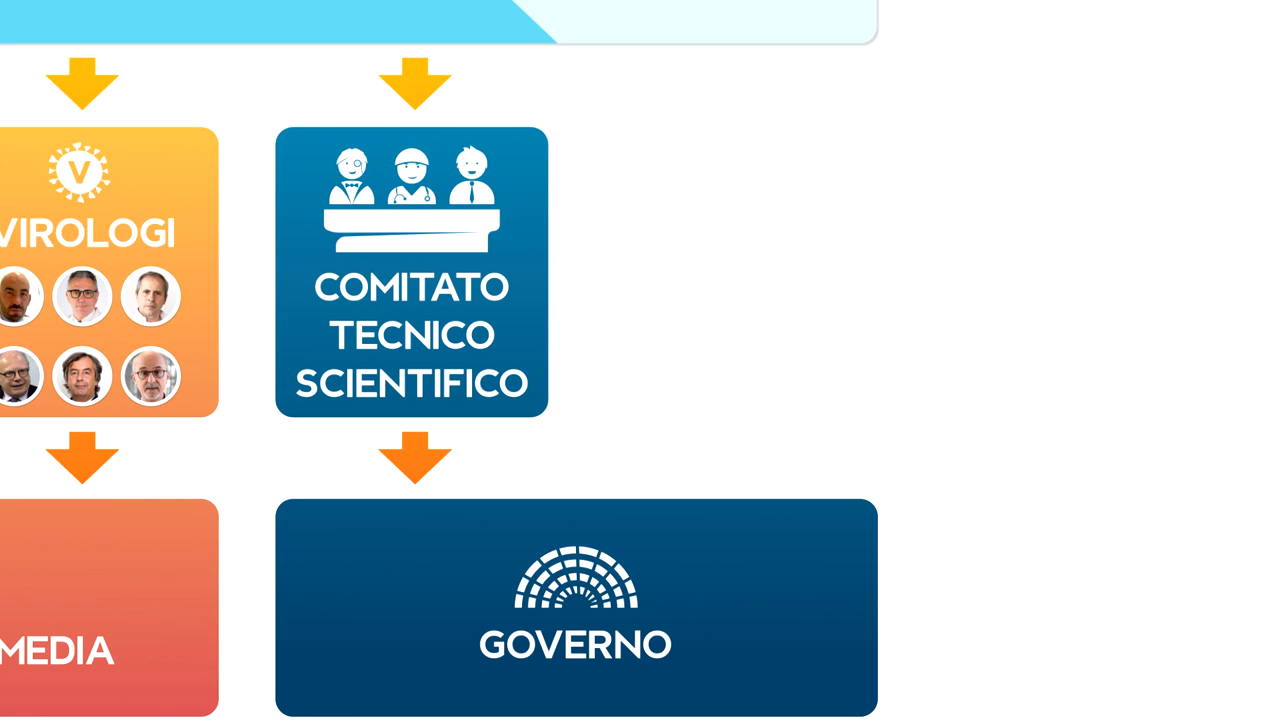 V
VIROLOGI
COMITATO
TECNICO
SCIENTIFICO
MEDIA
GOVERNO